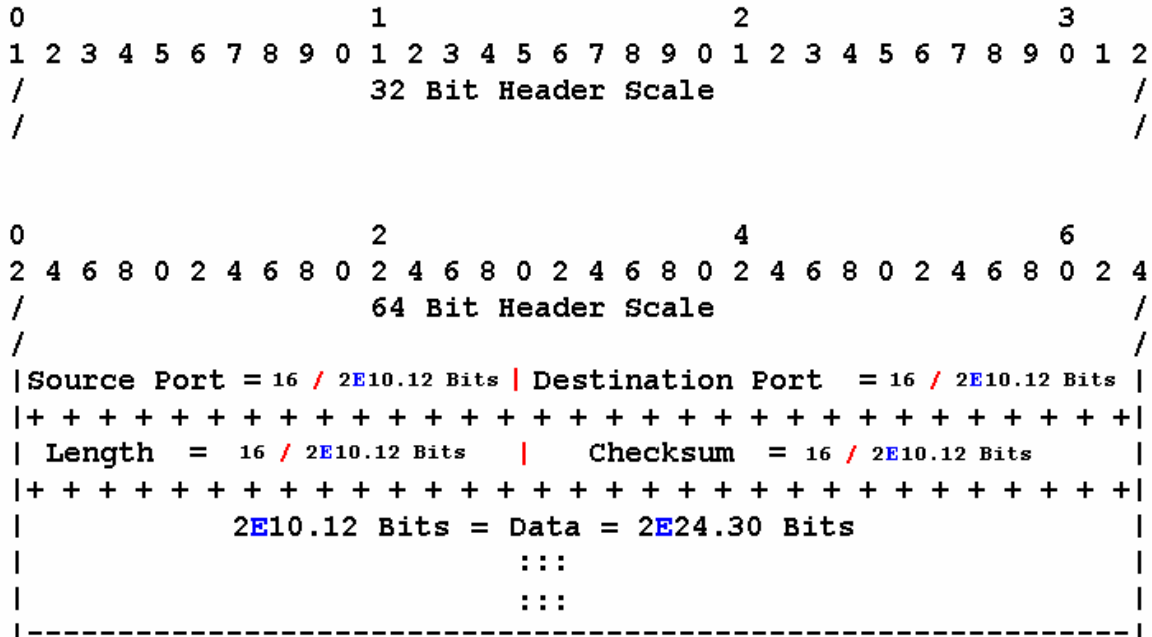 0                   1                   2                 3
1 2 3 4 5 6 7 8 9 0 1 2 3 4 5 6 7 8 9 0 1 2 3 4 5 6 7 8 9 0 1 2
/                   32 Bit Header Scale                       /
/                                                             /
0                   2                   4                 6
2 4 6 8 0 2 4 6 8 0 2 4 6 8 0 2 4 6 8 0 2 4 6 8 0 2 4 6 8 0 2 4
/                   64 Bit Header Scale                       /
/                                                             /
|Source Port = 16 / 2E10.12 Bits | Destination Port = 16 / 2E10.12 Bits |
|+ + + + + + + + + + + + + + + + + + + + + + + + + + + + + + +|
| Length = 16 / 2E10.12 Bits | Checksum = 16 / 2E10.12 Bits |
|+ + + + + + + + + + + + + + + + + + + + + + + + + + + + + + +|
|           2E10.12 Bits = Data = 2E24.30 Bits                |
|                           :::                               |
|                           :::                               |
|-------------------------------------------------------------|